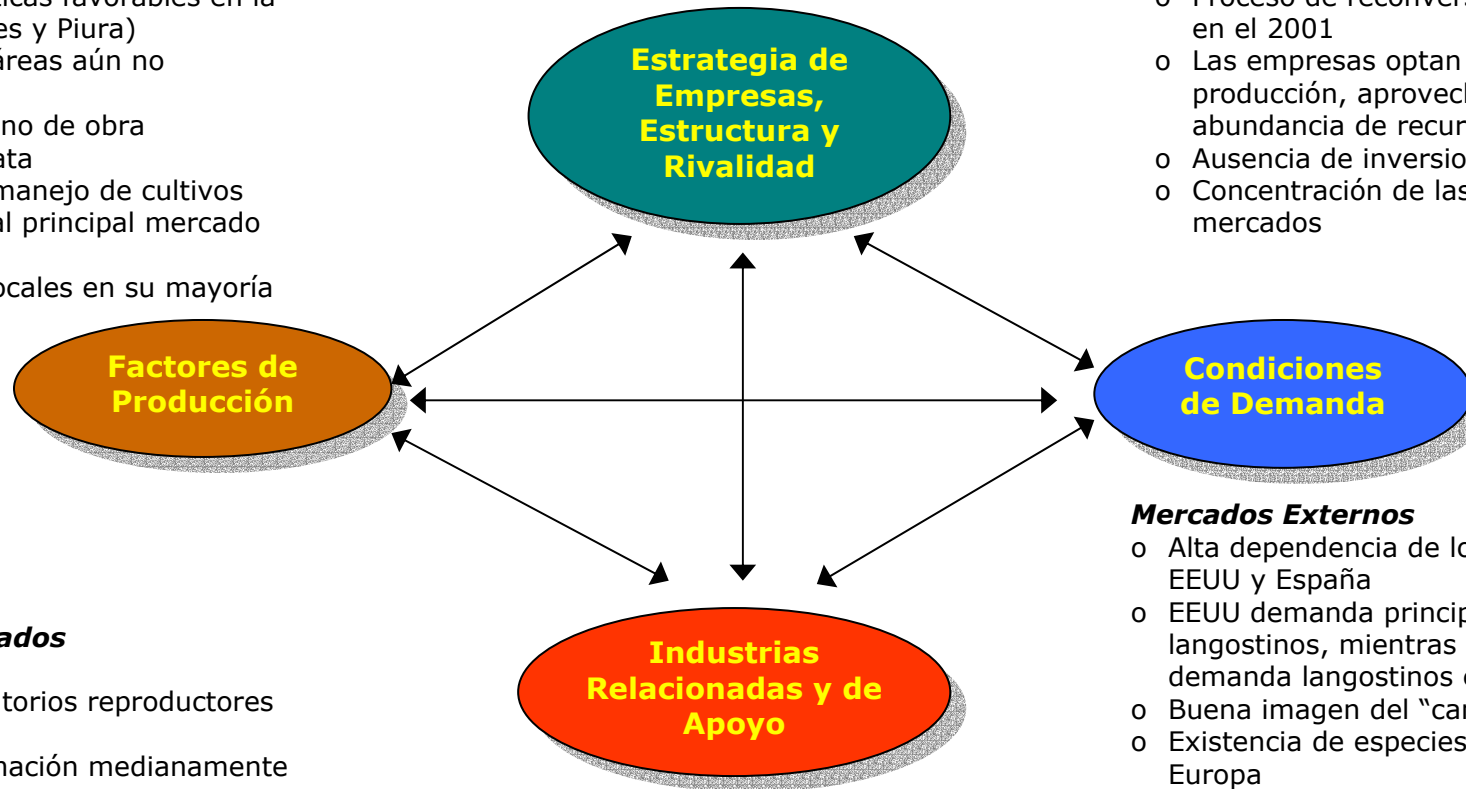 es y Piura)
áreas aún no
no de obra
ata
manejo de cultivos
al principal mercado
ocales en su mayoría
Estrategia de
Empresas,
Estructura y
Rivalidad
en el 2001
o Las empresas optan
producción, aprovech
abundancia de recur
o Ausencia de inversio
o Concentración de las
mercados
Factores de
Producción
Condiciones
de Demanda
ados
torios reproductores
mación medianamente
Industrias
Relacionadas y de
Apoyo
Mercados Externos
o Alta dependencia de lo
EEUU y España
o EEUU demanda princip
langostinos, mientras
demanda langostinos
o Buena imagen del “ca
o Existencia de especies
Europa